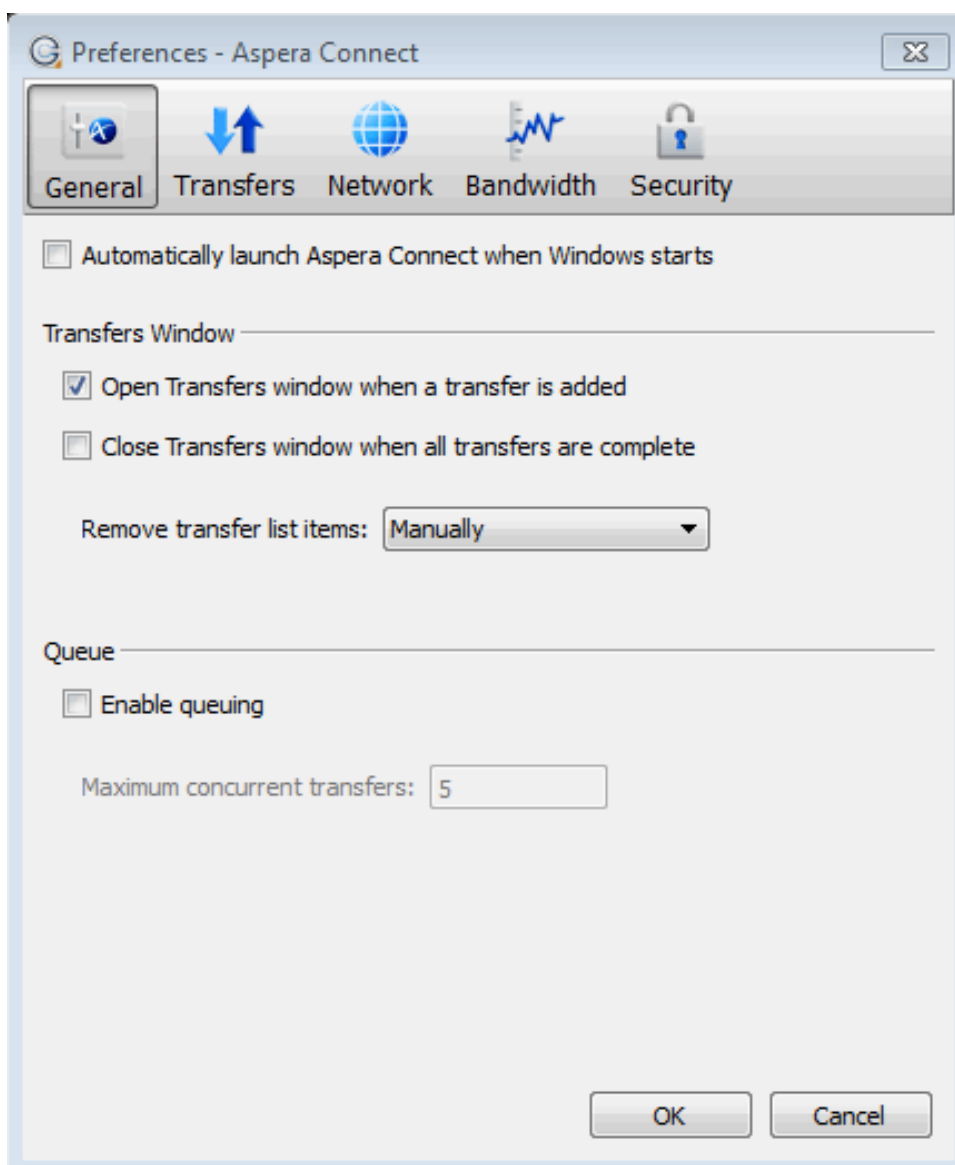 Preferences - Aspera Connect
General Transfers Network Bandwidth Security
Automatically launch Aspera Connect when Windows starts
Transfers Window
Open Transfers window when a transfer is added
Close Transfers window when all transfers are complete
Remove transfer list items: Manually
Queue
Enable queuing
Maximum concurrent transfers: 5
OK Cancel